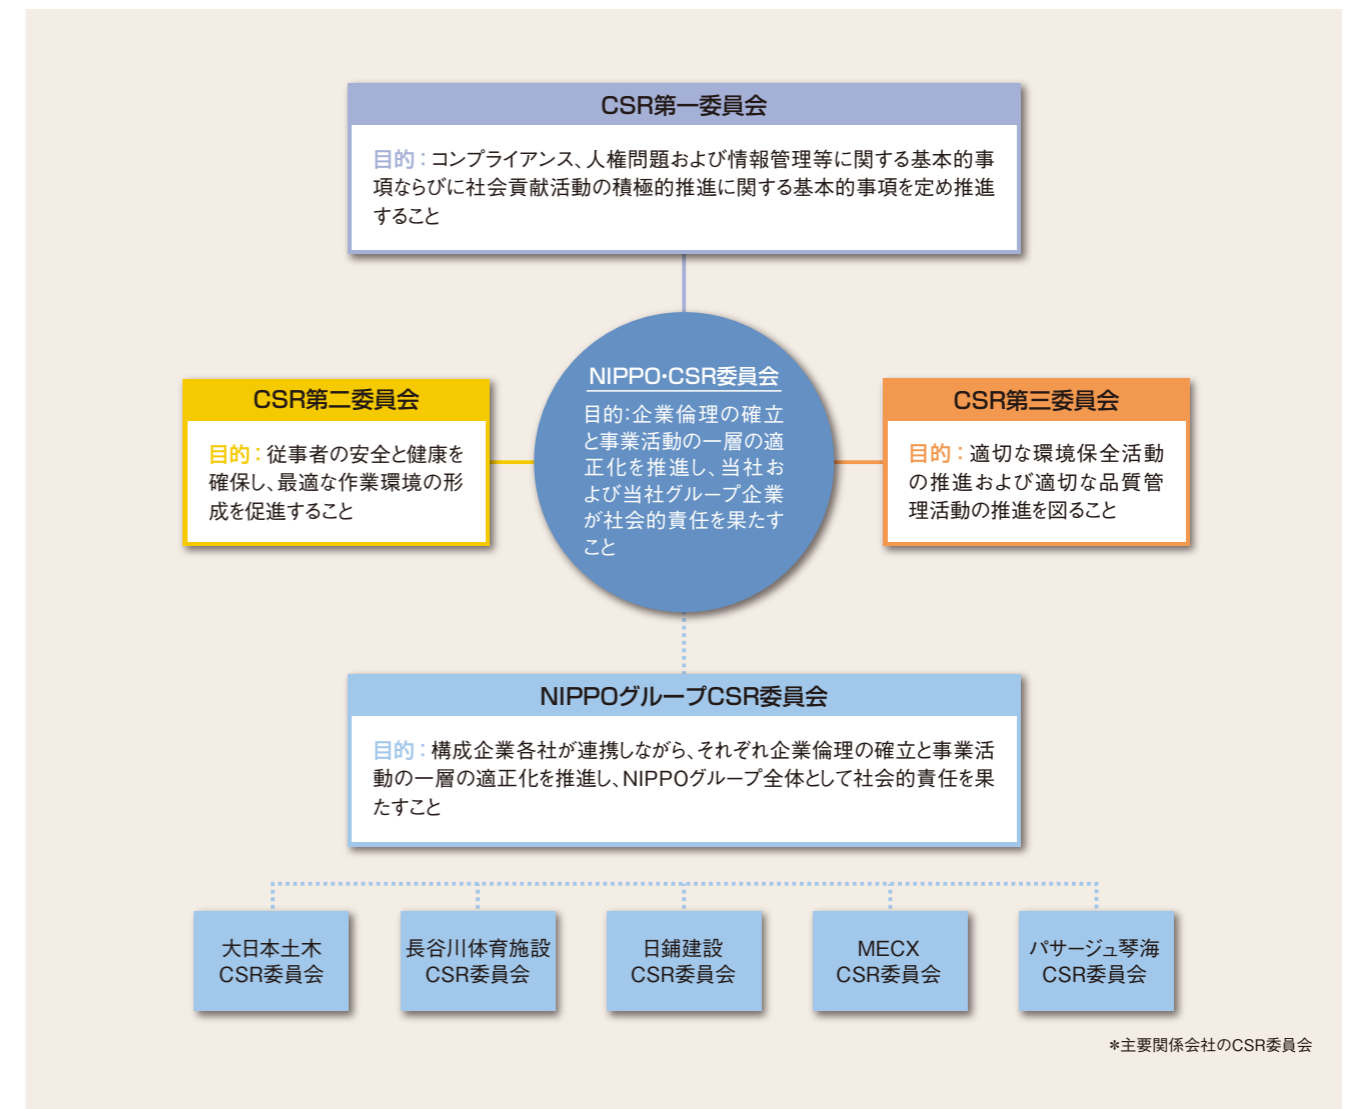 CSR第一委員会
目的：コンプライアンス、人権問題および情報管理等に関する基本的事
項ならびに社会貢献活動の積極的推進に関する基本的事項を定め推進
すること
NIPPO・CSR委員会
目的：企業倫理の確立
と事業活動の一層の適
正化を推進し、当社お
よび当社グループ企業
が社会的責任を果たす
こと
CSR第二委員会
目的：従事者の安全と健康を
確保し、最適な作業環境の形
成を促進すること
CSR第三委員会
目的：適切な環境保全活動
の推進および適切な品質管
理活動の推進を図ること
NIPPOグループCSR委員会
目的：構成企業各社が連携しながら、それぞれ企業倫理の確立と事業活
動の一層の適正化を推進し、NIPPOグループ全体として社会的責任を果
たすこと
大日本土木
CSR委員会
長谷川体育施設
CSR委員会
日鋪建設
CSR委員会
MECX
CSR委員会
パサージュ琴海
CSR委員会
＊主要関係会社のCSR委員会